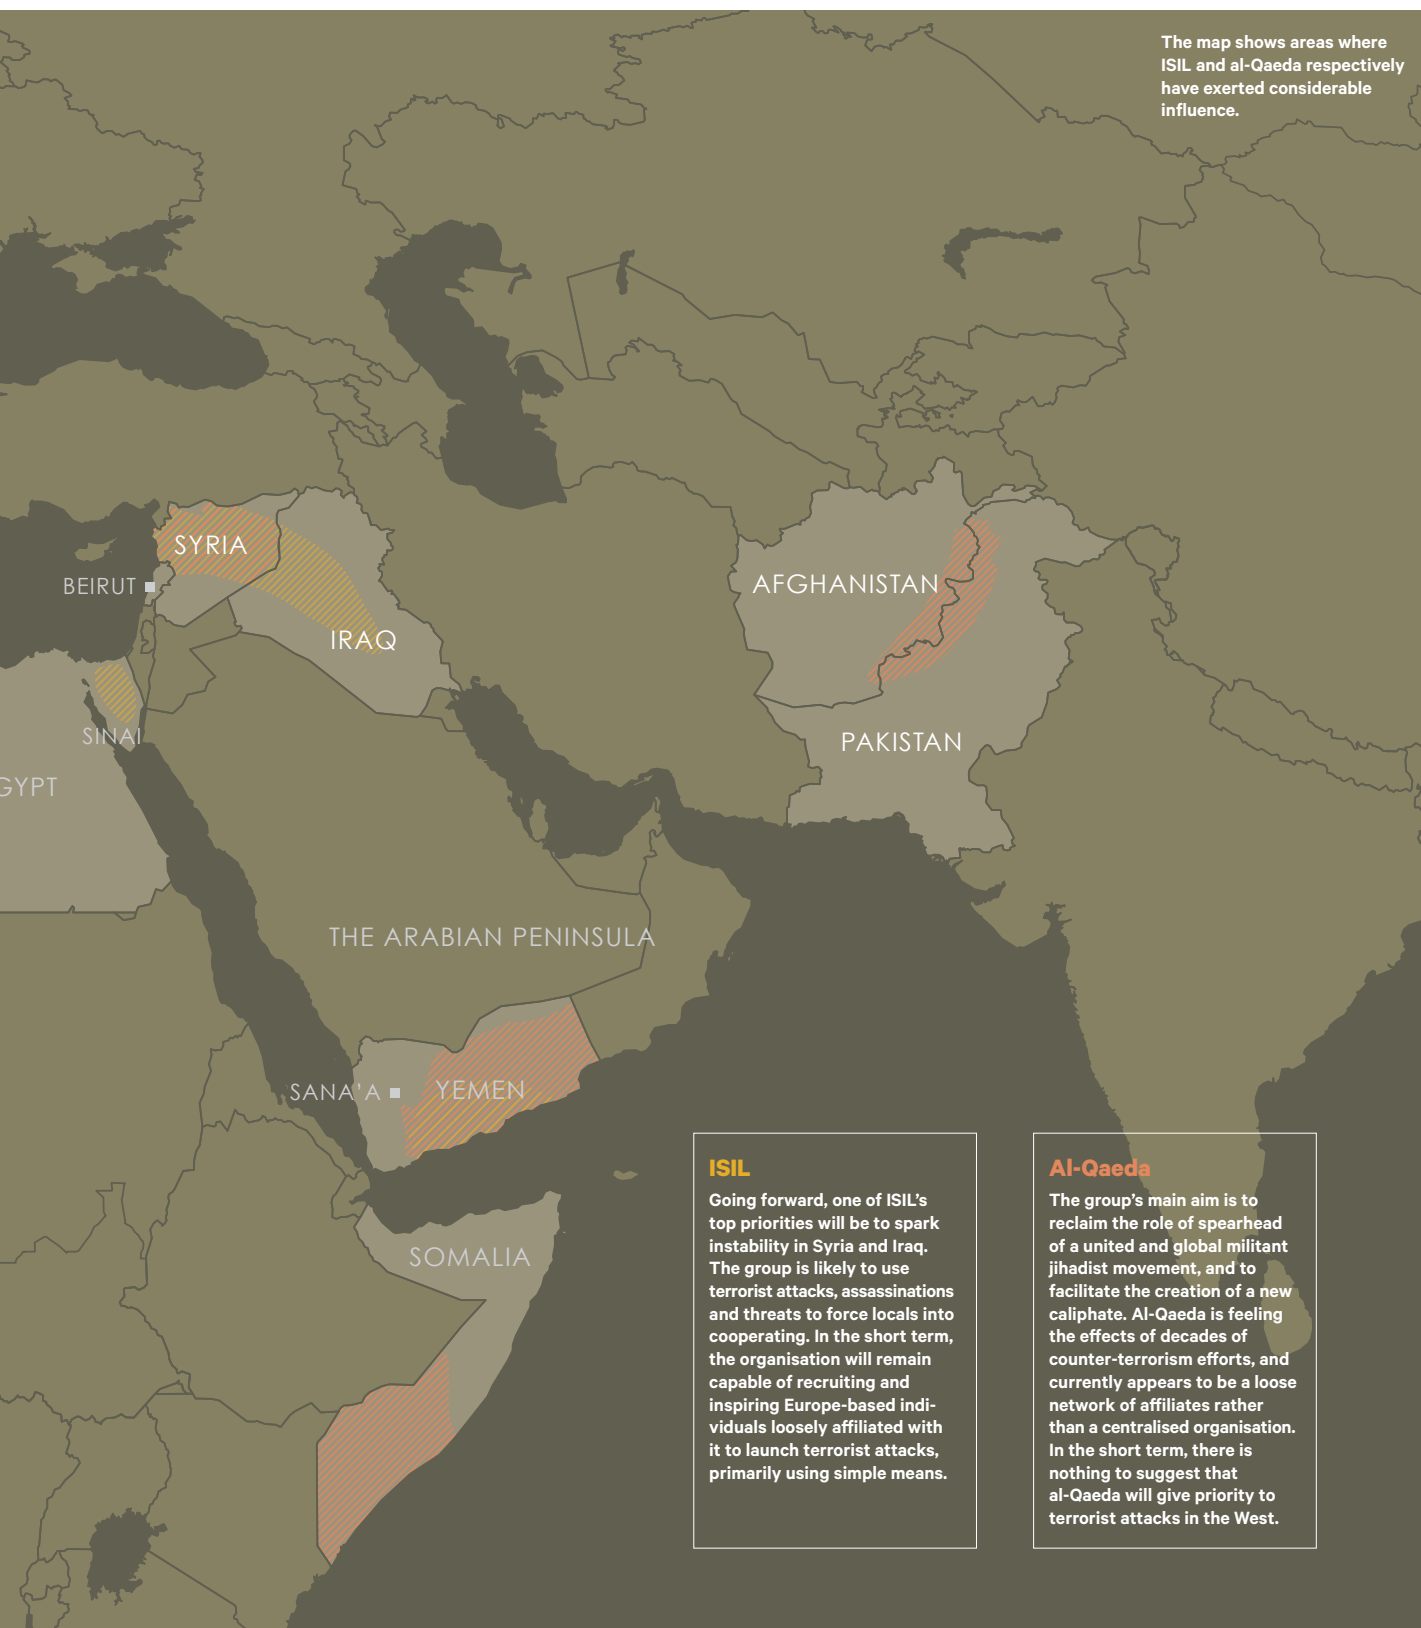 The map shows areas where
ISIL and al-Qaeda respectively
have exerted considerable
influence.
SYRIA
BEIRUT
IRAQ
AFGHANISTAN
SINAI
PAKISTAN
GYPT
THE ARABIAN PENINSULA
SANA'A
YEMEN
SOMALIA
ISIL
Going forward, one of ISIL's
top priorities will be to spark
instability in Syria and Iraq.
The group is likely to use
terrorist attacks, assassinations
and threats to force locals into
cooperating. In the short term,
the organisation will remain
capable of recruiting and
inspiring Europe-based indi-
viduals loosely affiliated with
it to launch terrorist attacks,
primarily using simple means.
Al-Qaeda
The group's main aim is to
reclaim the role of spearhead
of a united and global militant
jihadist movement, and to
facilitate the creation of a new
caliphate. Al-Qaeda is feeling
the effects of decades of
counter-terrorism efforts, and
currently appears to be a loose
network of affiliates rather
than a centralised organisation.
In the short term, there is
nothing to suggest that
al-Qaeda will give priority to
terrorist attacks in the West.